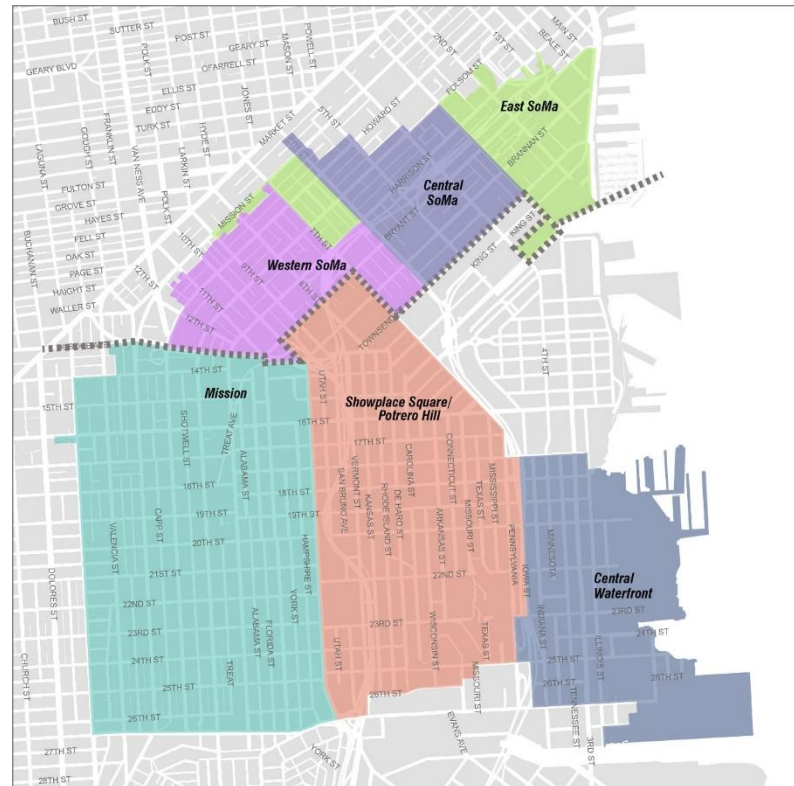 BUSH ST
SUTTER ST
POST ST
GEARY ST
GEARY BLVD
OFARRELL ST
ELLIS ST
EDDY ST
TURK ST
POLK ST
MASON ST
POWELL ST
JONES ST
HYDE ST
LARKIN ST
VAN NESS AVE
FRANKLIN ST
GOUGH ST
LAGUNA ST
FULTON ST
GROVE ST
HAYES ST
FELL ST
OAK ST
PAGE ST
HAIGHT ST
WALLER ST
BUCHANAN ST
POLK ST
10TH ST
12TH ST
MARKET ST
5TH ST
HOWARD ST
FOLSOM ST
2ND ST
1ST ST
BEALE ST
MAIN ST
East SoMa
BRANNAN ST
HARRISON ST
Central
SoMa
BRYANT ST
KING ST
KING ST
MISSION ST
7TH ST
Western SoMa
8TH ST
9TH ST
11TH ST
12TH ST
TOWNSEND
4TH ST
14TH ST
15TH ST
Mission
UTAH ST
Showplace Square/
Potrero Hill
16TH ST
17TH ST
SHOTWELL ST
TREAT AVE
ALABAMA ST
18TH ST
18TH ST
19TH ST
19TH ST
20TH ST
CAPP ST
VALENCIA ST
21ST ST
22ND ST
23RD ST
24TH ST
25TH ST
26TH ST
27TH ST
28TH ST
DOLORES ST
CHURCH ST
HAMPSHIRE ST
YORK ST
FLORIDA ST
ALABAMA ST
TREAT
SAN BRUNO AVE
VERMONT ST
KANSAS ST
RHODE ISLAND ST
DE HARO ST
CAROLINA ST
ARKANSAS ST
CONNECTICUT ST
MISSOURI ST
TEXAS ST
MISSISSIPPI ST
PENNSYLVANIA
22ND ST
23RD ST
WISCONSIN ST
TEXAS ST
MISSOURI ST
UTAH ST
26TH ST
EVANS AVE
YORK ST
IOWA ST
INDIANA ST
MINNESOTA
Central
Waterfront
23RD ST
24TH ST
25TH ST
26TH ST
26TH ST
ILLINOIS ST
TENNESSEE ST
3RD ST